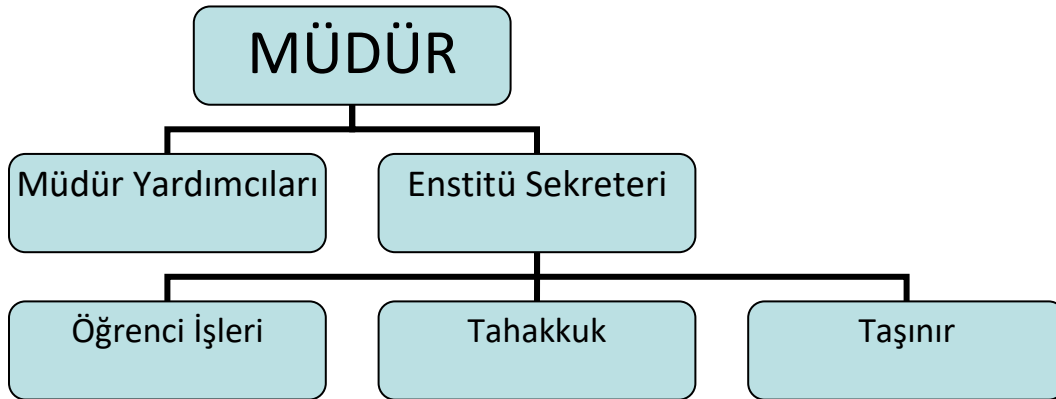 MÜDÜR
Müdür Yardımcıları
Enstitü Sekreteri
Öğrenci İşleri
Tahakkuk
Taşınır